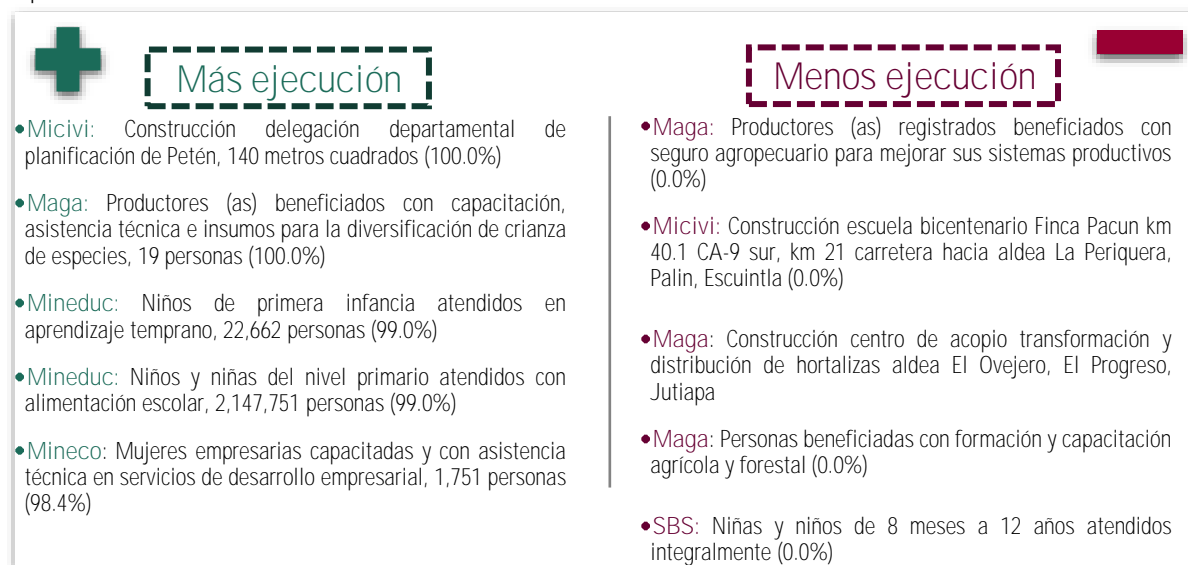 Más ejecución
•Micivi: Construcción delegación departamental de
planificación de Petén, 140 metros cuadrados (100.0%)
•Maga: Productores (as) beneficiados con capacitación,
asistencia técnica e insumos para la diversificación de crianza
de especies, 19 personas (100.0%)
•Mineduc: Niños de primera infancia atendidos en
aprendizaje temprano, 22,662 personas (99.0%)
•Mineduc: Niños y niñas del nivel primario atendidos con
alimentación escolar, 2,147,751 personas (99.0%)
•Mineco: Mujeres empresarias capacitadas y con asistencia
técnica en servicios de desarrollo empresarial, 1,751 personas
(98.4%)
Menos ejecución
•Maga: Productores (as) registrados beneficiados con
seguro agropecuario para mejorar sus sistemas productivos
(0.0%)
•Micivi: Construcción escuela bicentenario Finca Pacun km
40.1 CA-9 sur, km 21 carretera hacia aldea La Periquera,
Palin, Escuintla (0.0%)
•Maga: Construcción centro de acopio transformación y
distribución de hortalizas aldea El Ovejero, El Progreso,
Jutiapa
•Maga: Personas beneficiadas con formación y capacitación
agrícola y forestal (0.0%)
•SBS: Niñas y niños de 8 meses a 12 años atendidos
integralmente (0.0%)